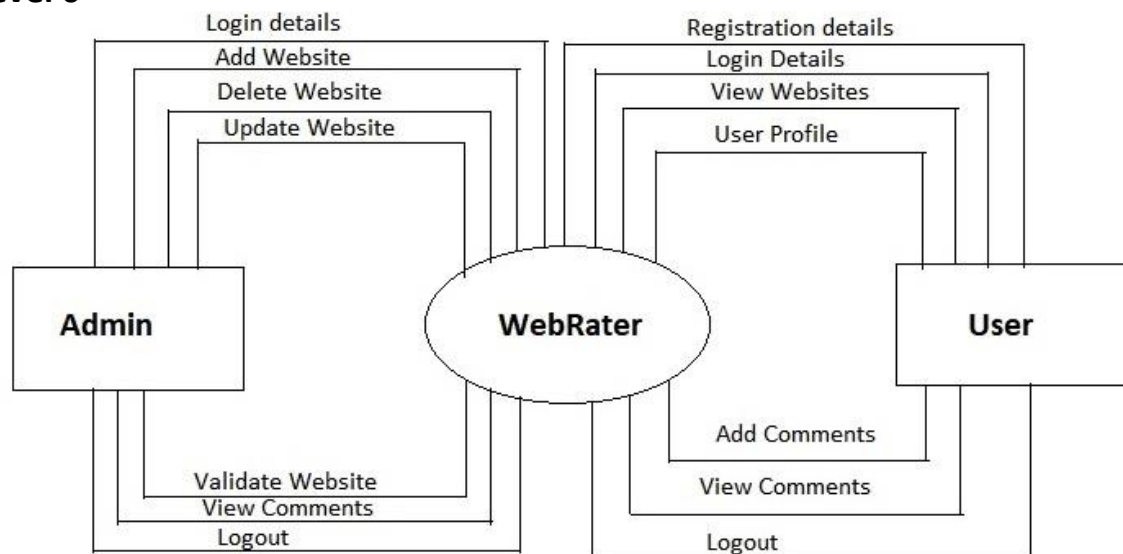 Login details
Add Website
Delete Website
Update Website
Registration details
Login Details
View Websites
User Profile
Admin
WebRater
User
Validate Website
View Comments
Logout
Add Comments
View Comments
Logout